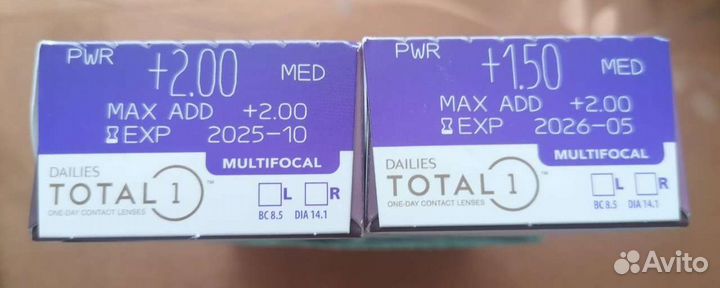 PWR +2.00 MED
MAX ADD +2.00
EXP 2025-10
MULTIFOCAL
DAILIES
TOTAL 1™
ONE-DAY CONTACT LENSES
L R
BC 8.5 DIA 14.1
PWR +1.50 MED
MAX ADD +2.00
EXP 2026-05
MULTIFOCAL
DAILIES
TOTAL 1™
ONE-DAY CONTACT LENSES
L R
BC 8.5 DIA 14.1
Avito